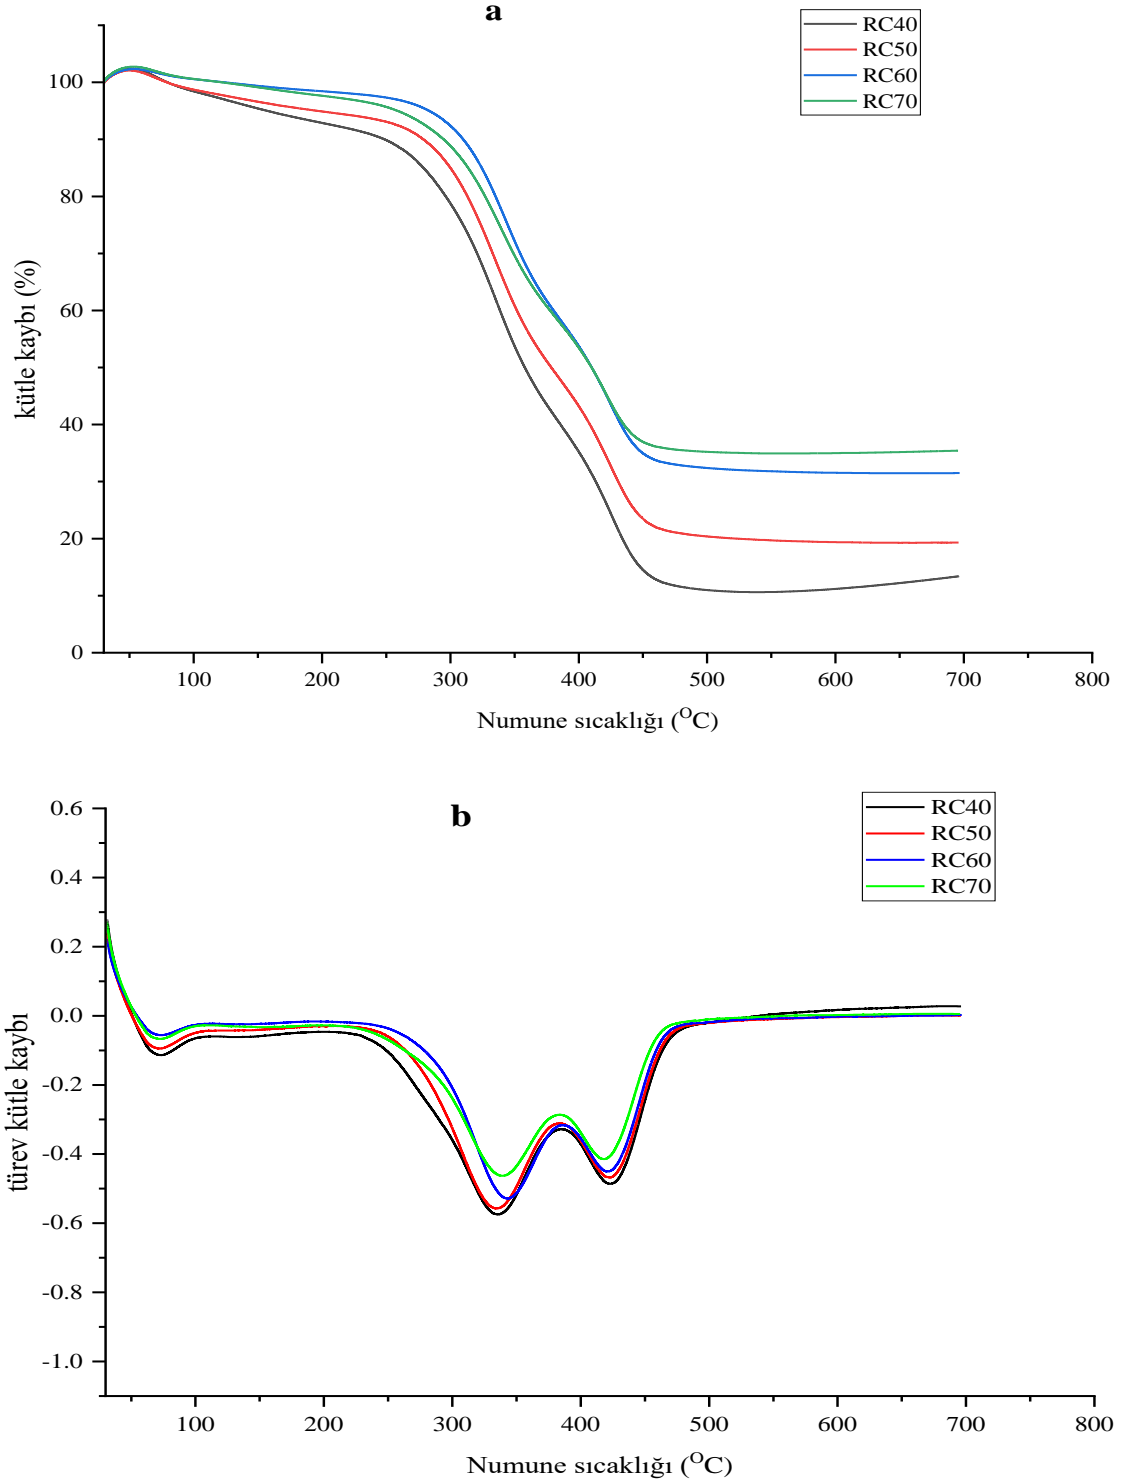 a
RC40
RC50
RC60
RC70
100
80
60
40
20
0
kütle kaybı (%)
100 200 300 400 500 600 700 800
Numune sıcaklığı (OC)
b
RC40
RC50
RC60
RC70
0.6
0.4
0.2
0.0
-0.2
-0.4
-0.6
-0.8
-1.0
türev kütle kaybı
100 200 300 400 500 600 700 800
Numune sıcaklığı (OC)